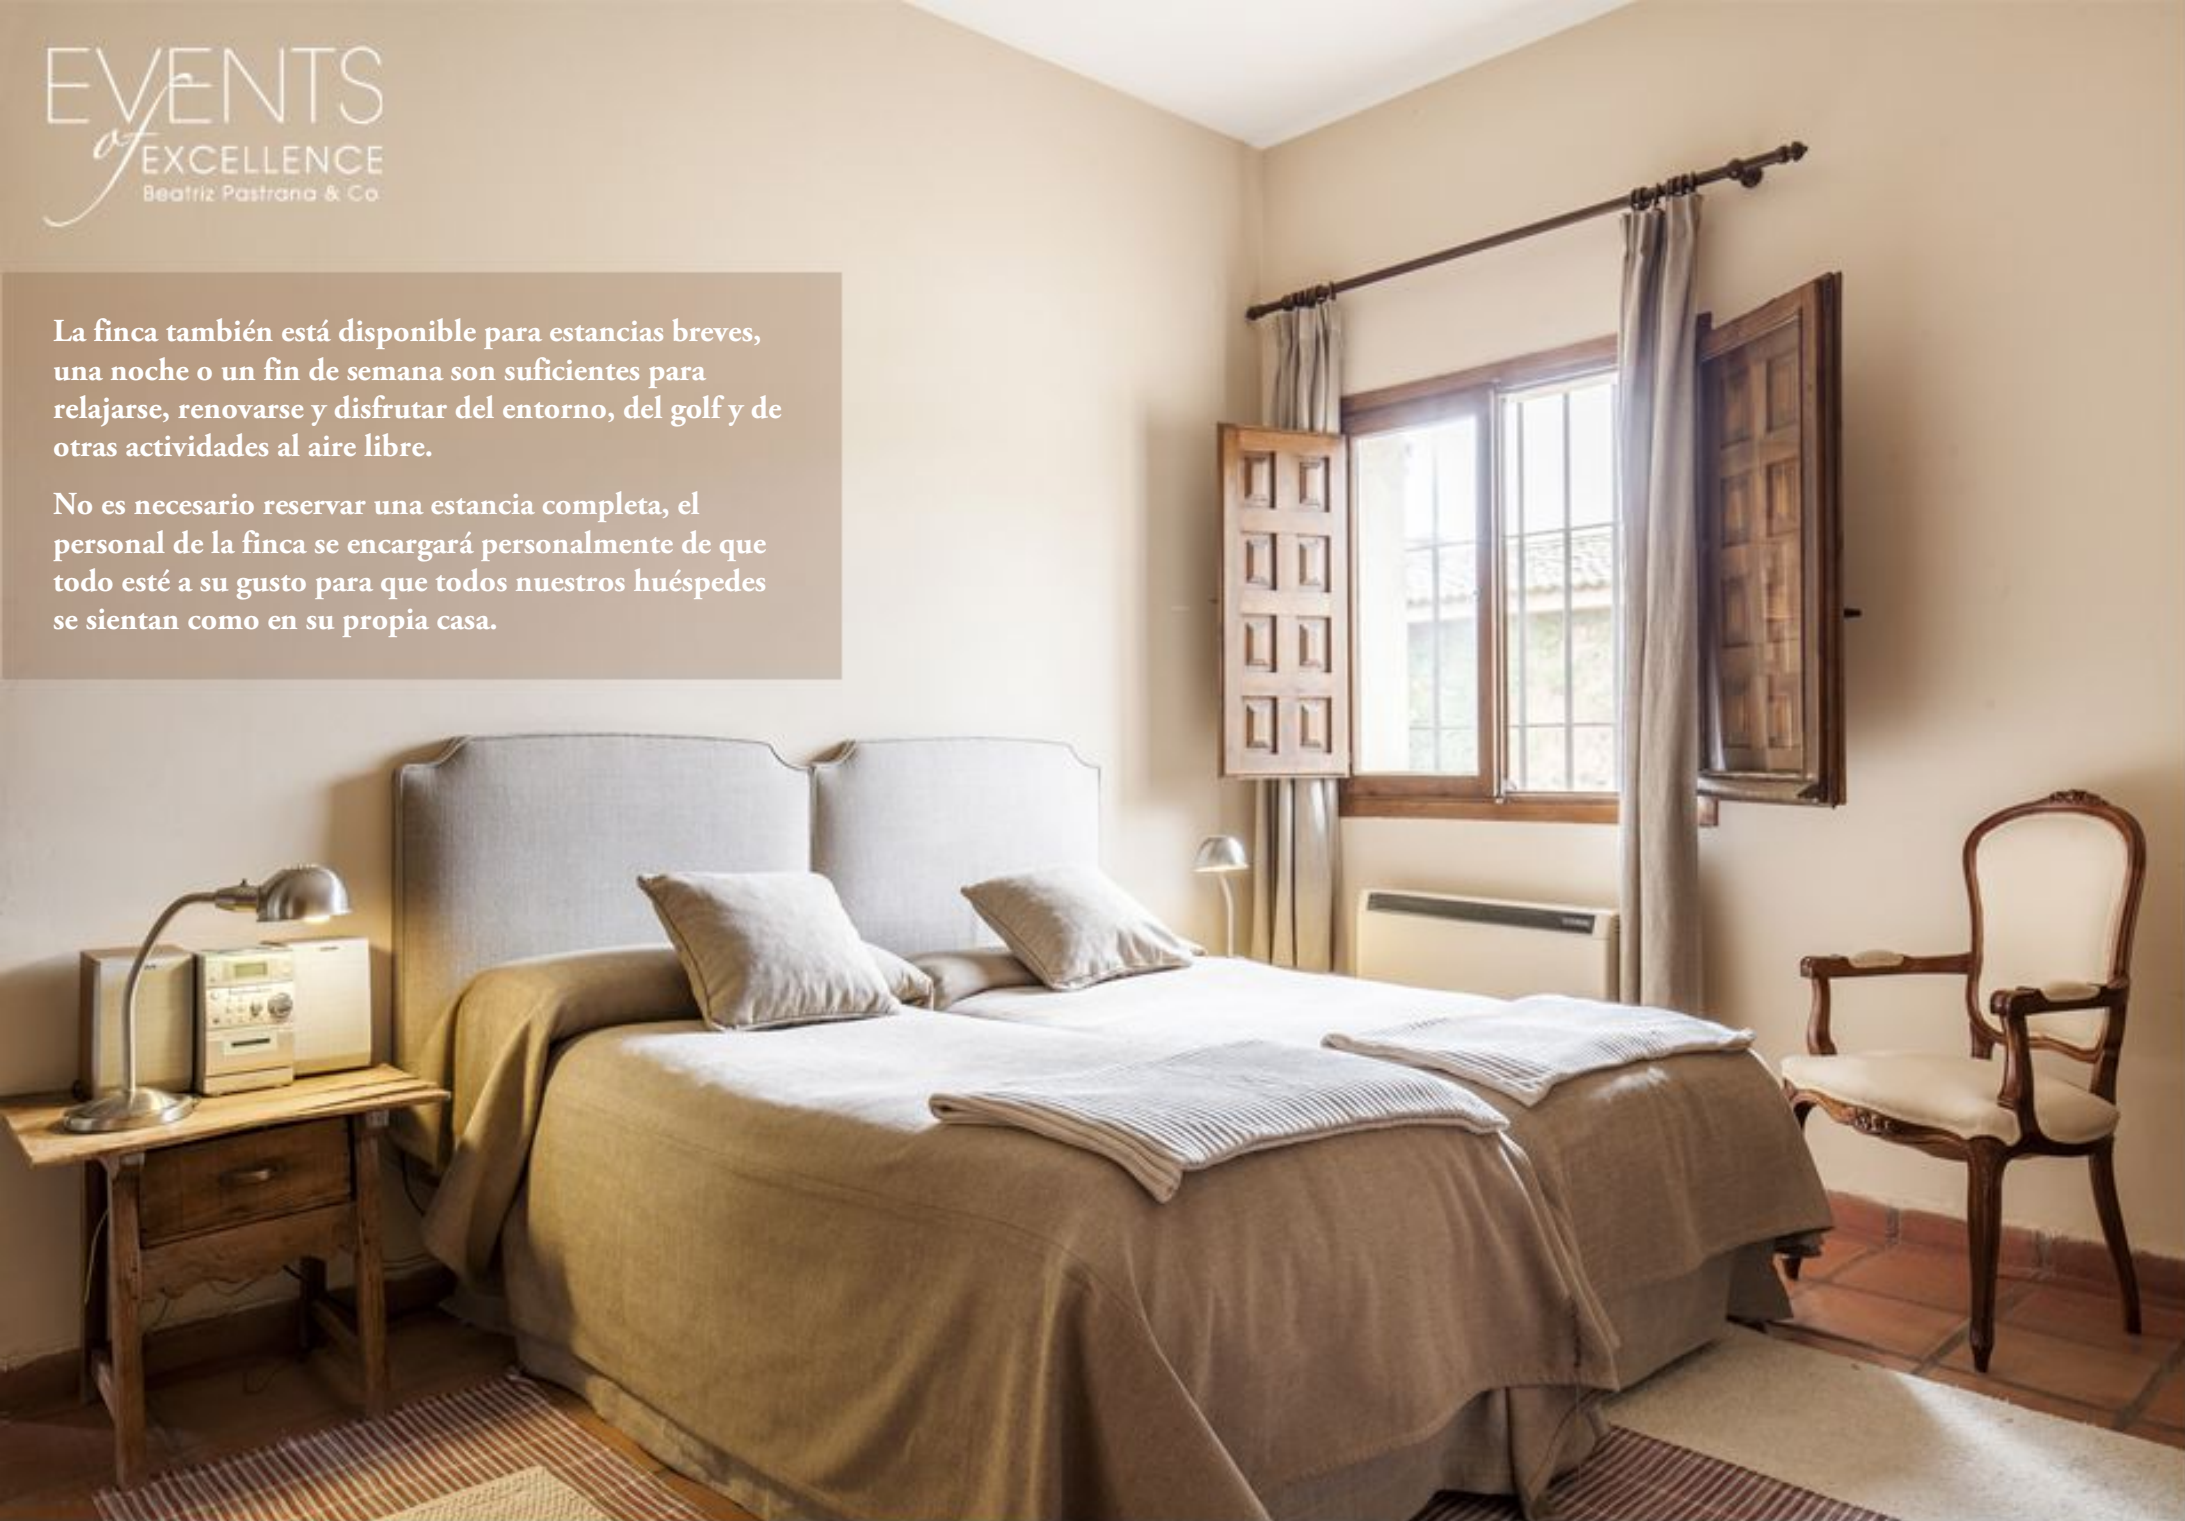 EVENTS
of EXCELLENCE
Beatriz Pastrana & Co
La finca también está disponible para estancias breves,
una noche o un fin de semana son suficientes para
relajarse, renovarse y disfrutar del entorno, del golf y de
otras actividades al aire libre.
No es necesario reservar una estancia completa, el
personal de la finca se encargará personalmente de que
todo esté a su gusto para que todos nuestros huéspedes
se sientan como en su propia casa.